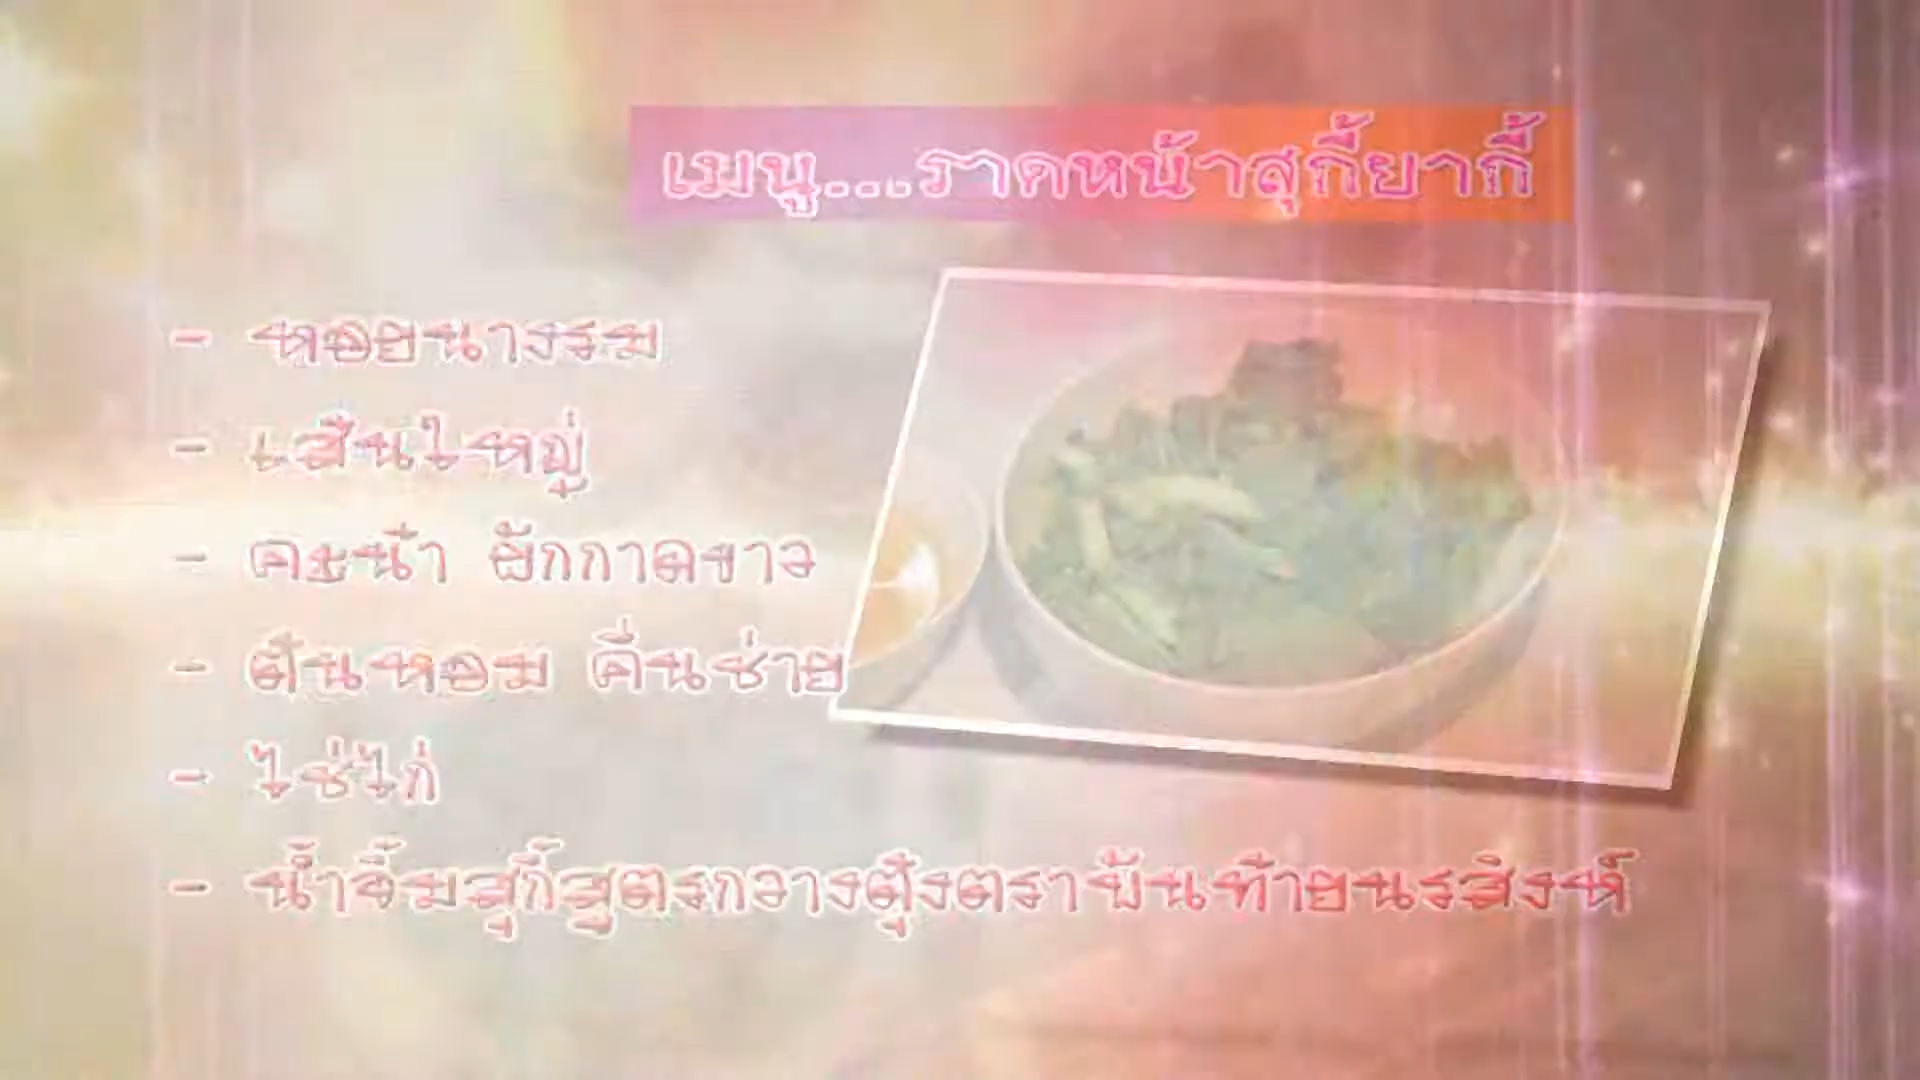 เมนู...ราดหน้าสุกี้ยากี้
- หอยนางรม
- เส้นใหญ่
- คะน้า ผักกาดขาว
- ต้นหอม คื่นช่าย
- ไข่ไก่
- น้ำจิ้มสุกี้สูตรกวางตุ้งตราพันท้ายนรสิงห์